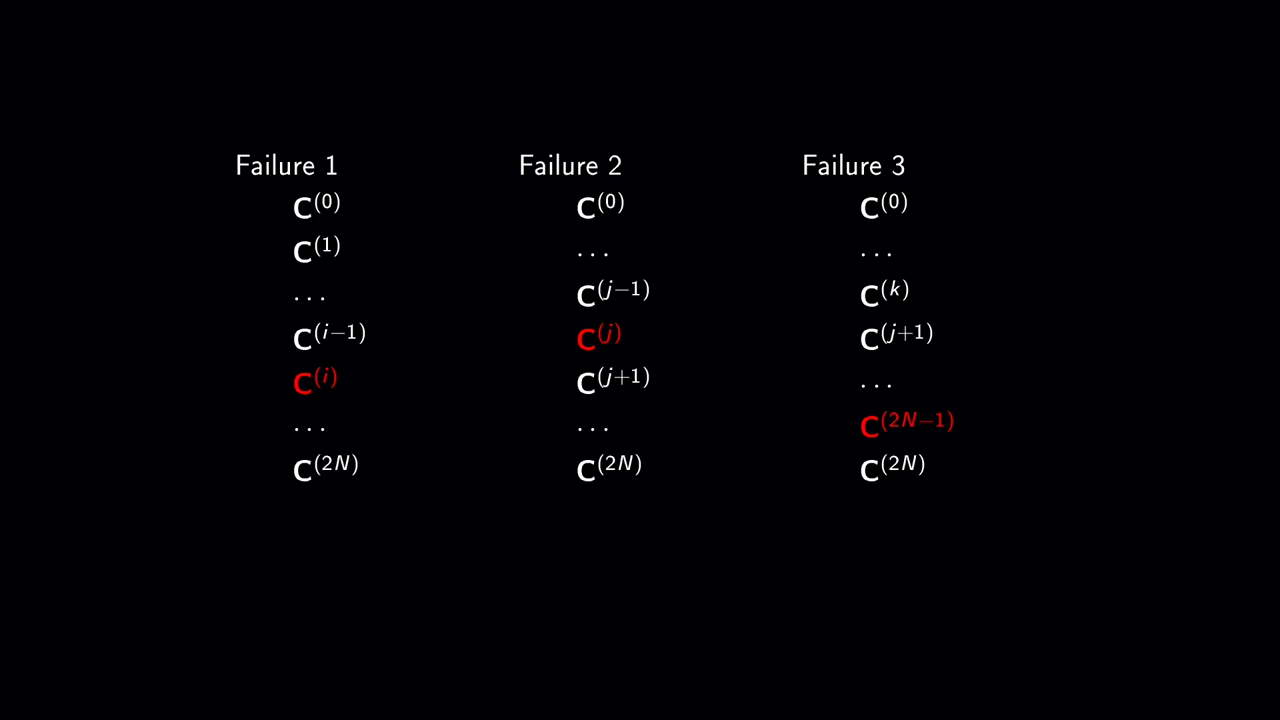 Failure 1
C^(0)
C^(1)
...
C^(i−1)
C^(i)
...
C^(2N)
Failure 2
C^(0)
...
C^(j−1)
C^(j)
C^(j+1)
...
C^(2N)
Failure 3
C^(0)
...
C^(k)
C^(j+1)
...
C^(2N−1)
C^(2N)